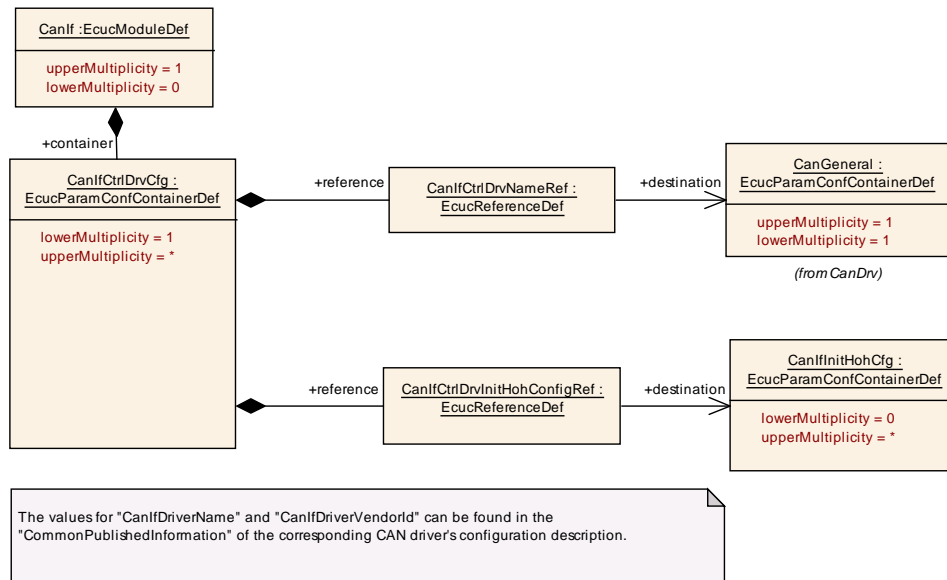 CanIf :EcucModuleDef
upperMultiplicity = 1
lowerMultiplicity = 0
+container
CanIfCtrlDrvCfg :
EcucParamConfContainerDef
lowerMultiplicity = 1
upperMultiplicity = *
+reference
CanIfCtrlDrvNameRef :
EcucReferenceDef
+destination
CanGeneral :
EcucParamConfContainerDef
upperMultiplicity = 1
lowerMultiplicity = 1
(from CanDrv)
+reference
CanIfCtrlDrvInitHohConfigRef :
EcucReferenceDef
+destination
CanIfInitHohCfg :
EcucParamConfContainerDef
lowerMultiplicity = 0
upperMultiplicity = *
The values for "CanIfDriverName" and "CanIfDriverVendorId" can be found in the
"CommonPublishedInformation" of the corresponding CAN driver's configuration description.